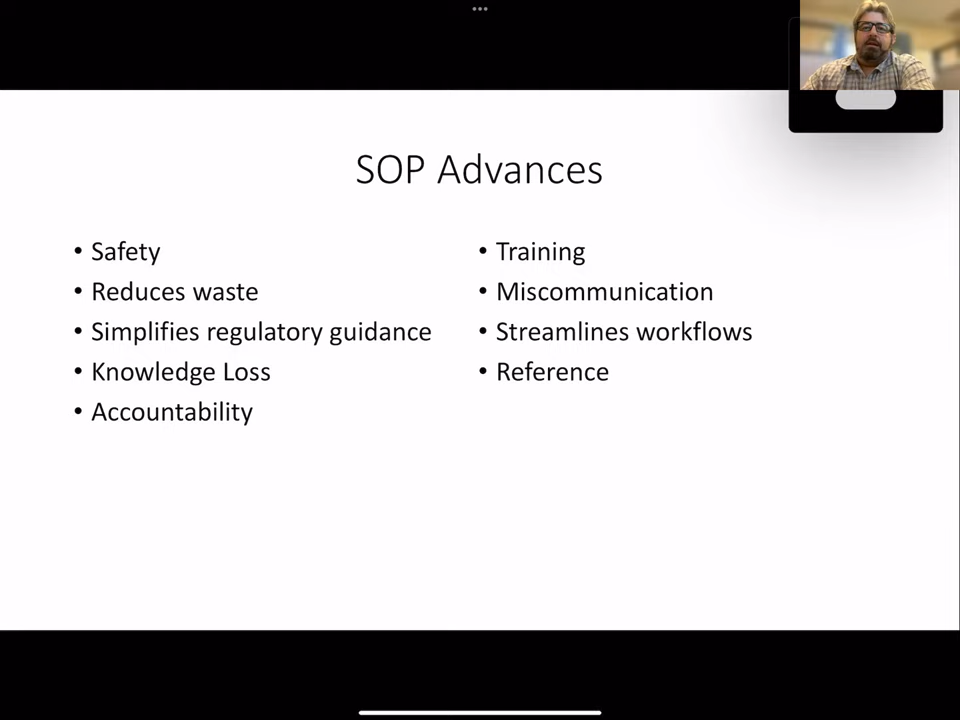 SOP Advances
• Safety
• Reduces waste
• Simplifies regulatory guidance
• Knowledge Loss
• Accountability
• Training
• Miscommunication
• Streamlines workflows
• Reference